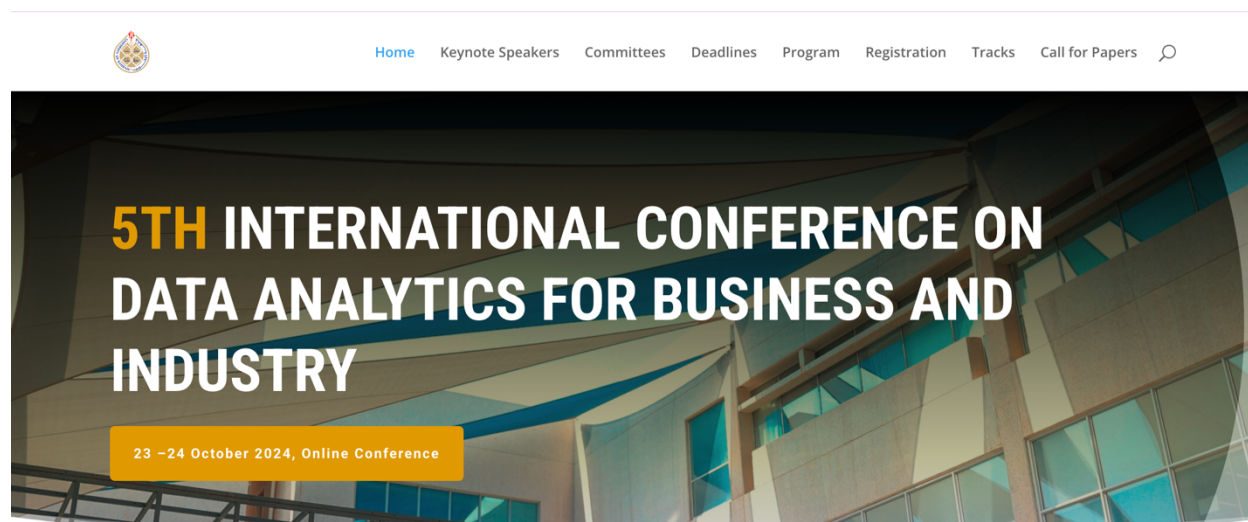 Home Keynote Speakers Committees Deadlines Program Registration Tracks Call for Papers
5TH INTERNATIONAL CONFERENCE ON
DATA ANALYTICS FOR BUSINESS AND
INDUSTRY
23 –24 October 2024, Online Conference